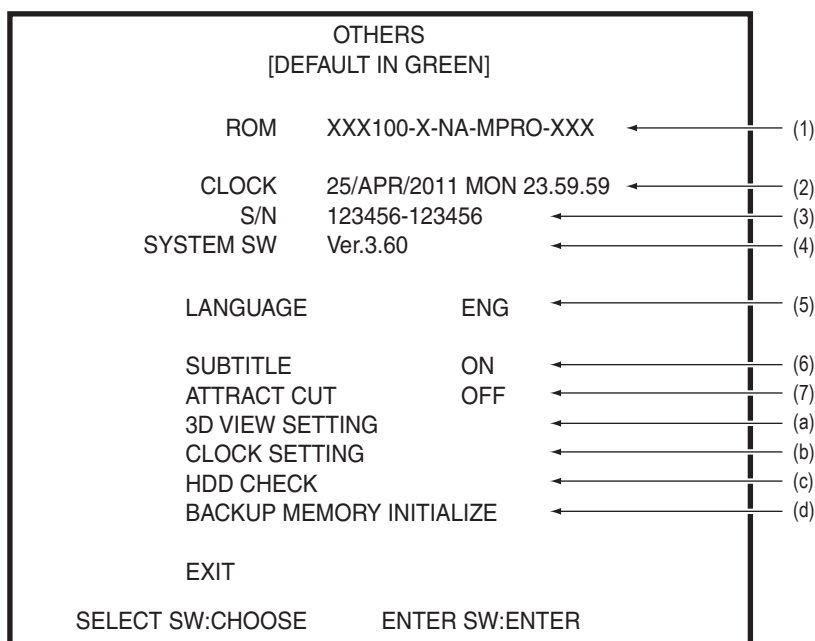 OTHERS
[DEFAULT IN GREEN]
ROM XXX100-X-NA-MPRO-XXX (1)
CLOCK 25/APR/2011 MON 23.59.59 (2)
S/N 123456-123456 (3)
SYSTEM SW Ver.3.60 (4)
LANGUAGE ENG (5)
SUBTITLE ON (6)
ATTRACT CUT OFF (7)
3D VIEW SETTING (a)
CLOCK SETTING (b)
HDD CHECK (c)
BACKUP MEMORY INITIALIZE (d)
EXIT
SELECT SW:CHOOSE ENTER SW:ENTER